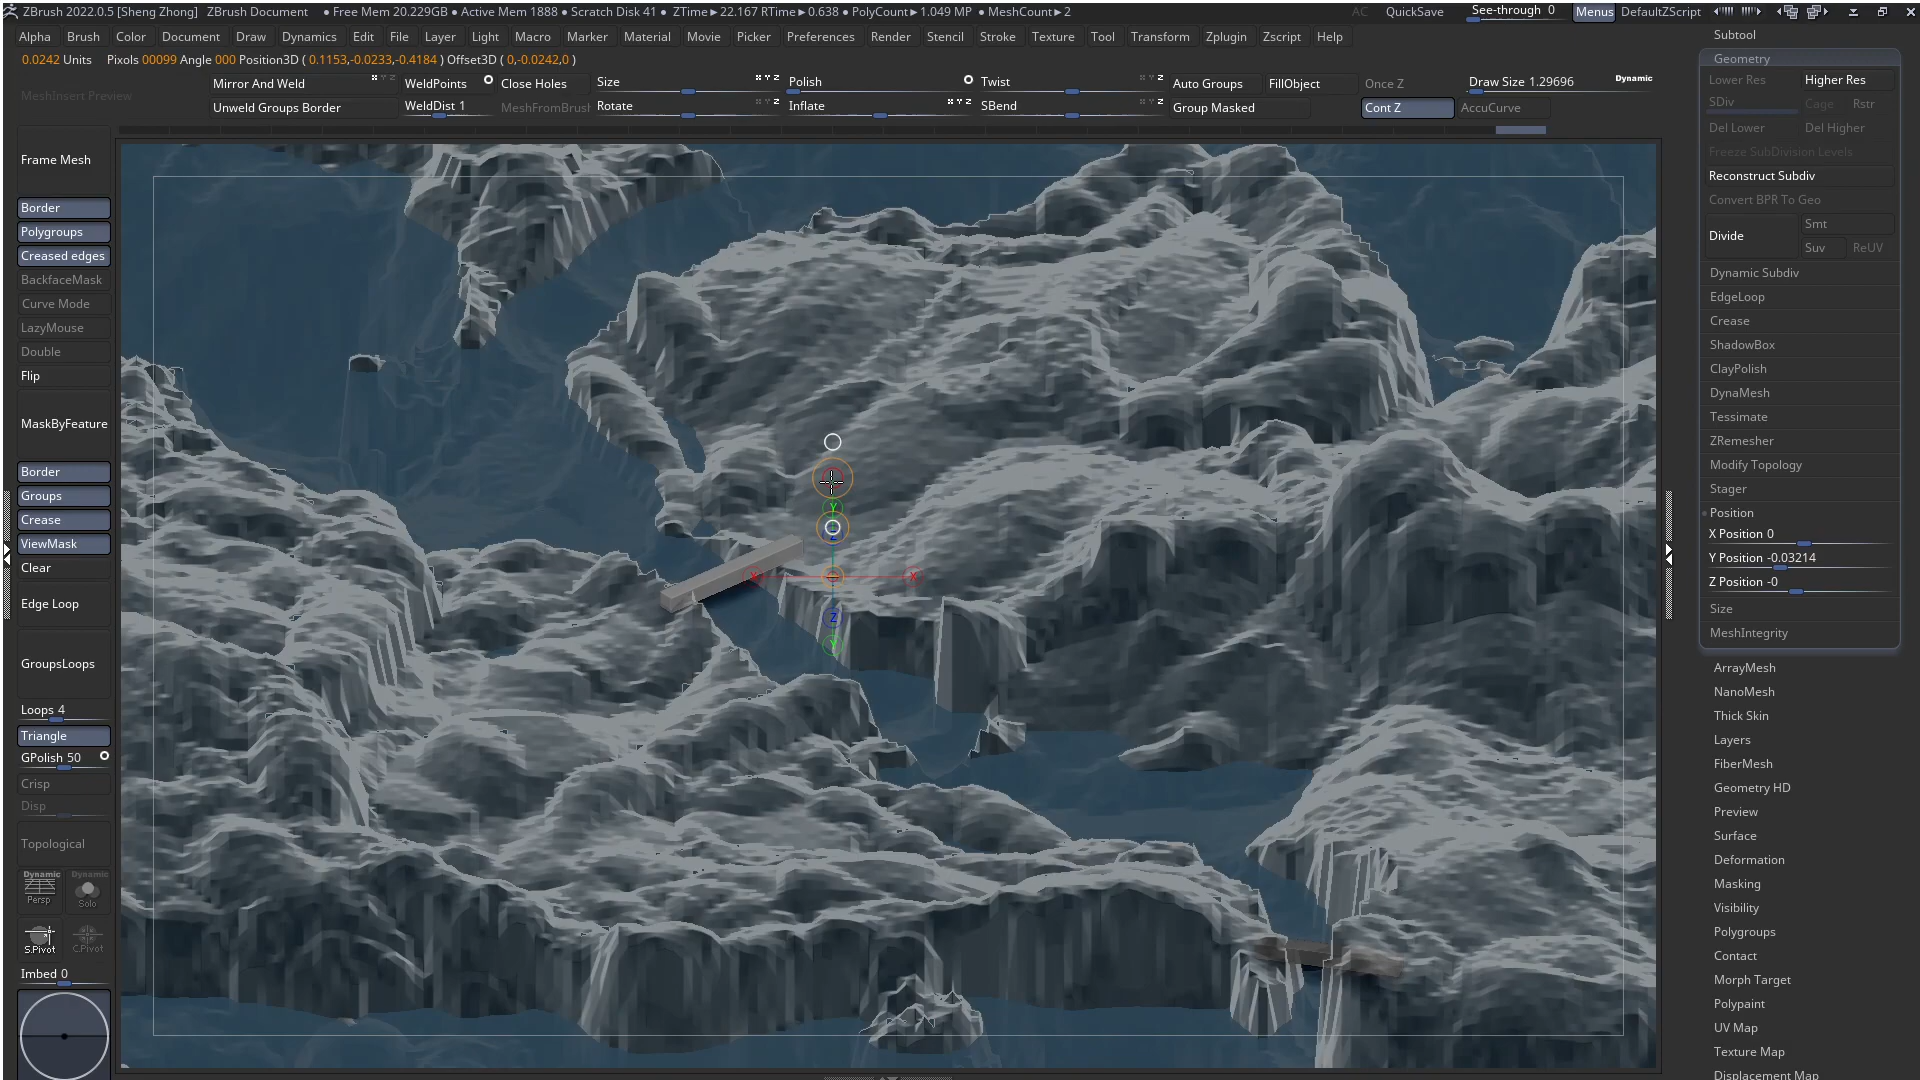 ZBrush 2022.0.5 [Sheng Zhong] ZBrush Document • Free Mem 20.229GB • Active Mem 1888 • Scratch Disk 41 • ZTime▸22.167 RTime▸0.638 • PolyCount▸1.049 MP • MeshCount▸2 AC QuickSave See-through 0 Menus DefaultZScript
Alpha Brush Color Document Draw Dynamics Edit File Layer Light Macro Marker Material Movie Picker Preferences Render Stencil Stroke Texture Tool Transform Zplugin Zscript Help
0.0242 Units Pixols 00099 Angle 000 Position3D ( 0.1153,-0.0233,-0.4184 ) Offset3D ( 0,-0.0242,0 )
MeshInsert Preview
Mirror And Weld WeldPoints Close Holes Size Polish Twist Auto Groups FillObject Once Z Draw Size 1.29696 Dynamic
Unweld Groups Border WeldDist 1 MeshFromBrush Rotate Inflate SBend Group Masked Cont Z AccuCurve
Frame Mesh
Border
Polygroups
Creased edges
BackfaceMask
Curve Mode
LazyMouse
Double
Flip
MaskByFeature
Border
Groups
Crease
ViewMask
Clear
Edge Loop
GroupsLoops
Loops 4
Triangle
GPolish 50
Crisp
Disp
Topological
Dynamic Dynamic
Persp Solo
S.Pivot C.Pivot
Imbed 0
Y
Z
X X
Z
Y
Subtool
Geometry
Lower Res Higher Res
SDiv Cage Rstr
Del Lower Del Higher
Freeze SubDivision Levels
Reconstruct Subdiv
Convert BPR To Geo
Divide Smt
Suv ReUV
Dynamic Subdiv
EdgeLoop
Crease
ShadowBox
ClayPolish
DynaMesh
Tessimate
ZRemesher
Modify Topology
Stager
Position
X Position 0
Y Position -0.03214
Z Position -0
Size
MeshIntegrity
ArrayMesh
NanoMesh
Thick Skin
Layers
FiberMesh
Geometry HD
Preview
Surface
Deformation
Masking
Visibility
Polygroups
Contact
Morph Target
Polypaint
UV Map
Texture Map
Displacement Map